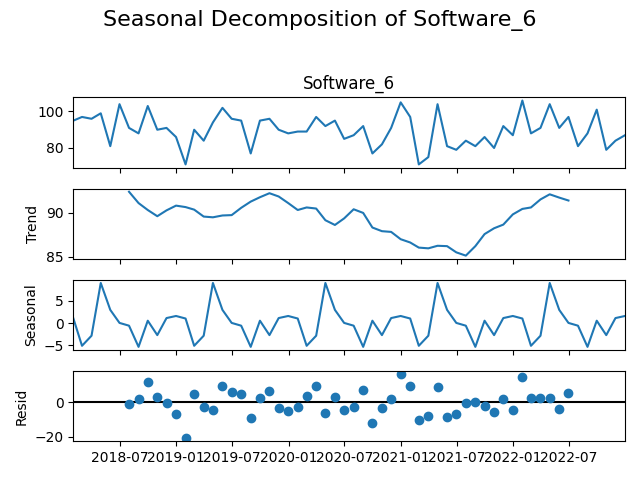 Seasonal Decomposition of Software_6
Software_6
100
80
Trend
90
85
Seasonal
5
0
−5
Resid
0
−20
2018-07 2019-01 2019-07 2020-01 2020-07 2021-01 2021-07 2022-01 2022-07